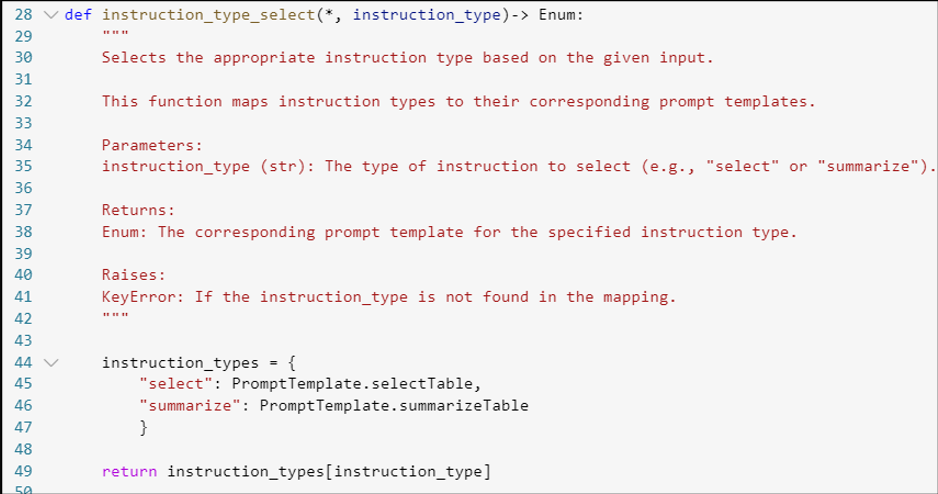 28 def instruction_type_select(*, instruction_type)-> Enum:
29 """
30 Selects the appropriate instruction type based on the given input.
31
32 This function maps instruction types to their corresponding prompt templates.
33
34 Parameters:
35 instruction_type (str): The type of instruction to select (e.g., "select" or "summarize").
36
37 Returns:
38 Enum: The corresponding prompt template for the specified instruction type.
39
40 Raises:
41 KeyError: If the instruction_type is not found in the mapping.
42 """
43
44 instruction_types = {
45 "select": PromptTemplate.selectTable,
46 "summarize": PromptTemplate.summarizeTable
47 }
48
49 return instruction_types[instruction_type]
50